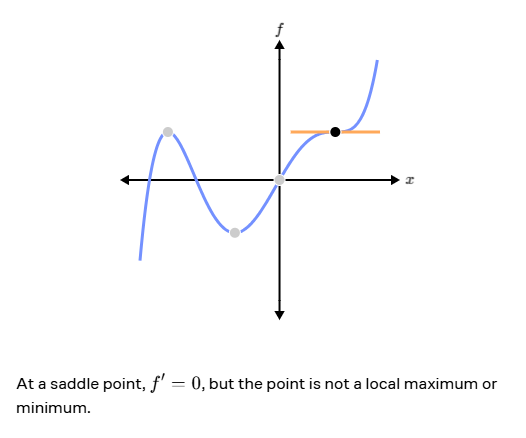 f
x
At a saddle point, f′ = 0, but the point is not a local maximum or
minimum.